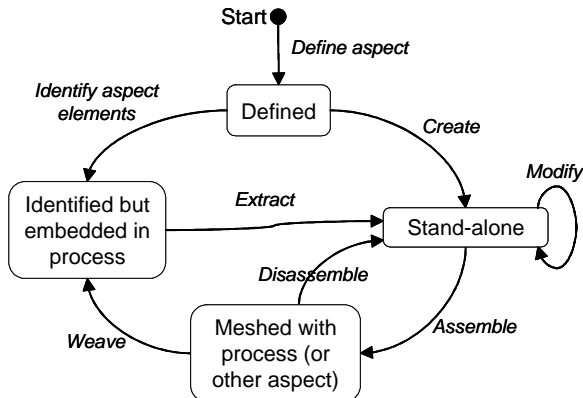 Start
Define aspect
Identify aspect
elements
Defined
Create
Modify
Identified but
embedded in
process
Extract
Stand-alone
Disassemble
Weave
Meshed with
process (or
other aspect)
Assemble